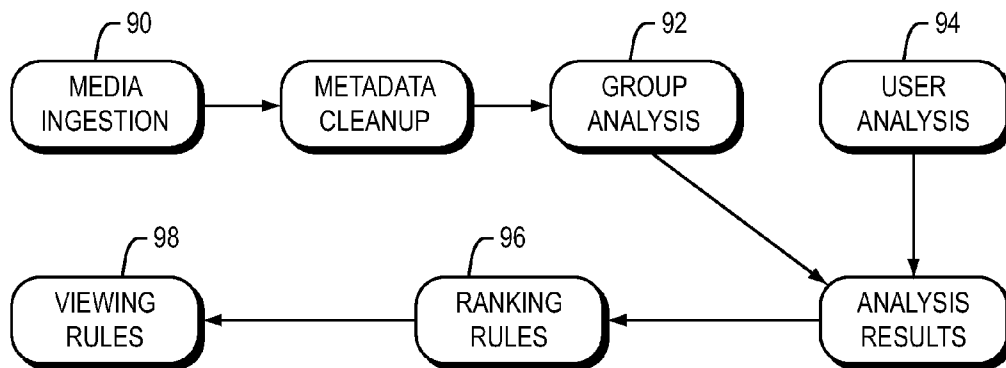 90
MEDIA
INGESTION
METADATA
CLEANUP
92
GROUP
ANALYSIS
94
USER
ANALYSIS
98
VIEWING
RULES
96
RANKING
RULES
ANALYSIS
RESULTS